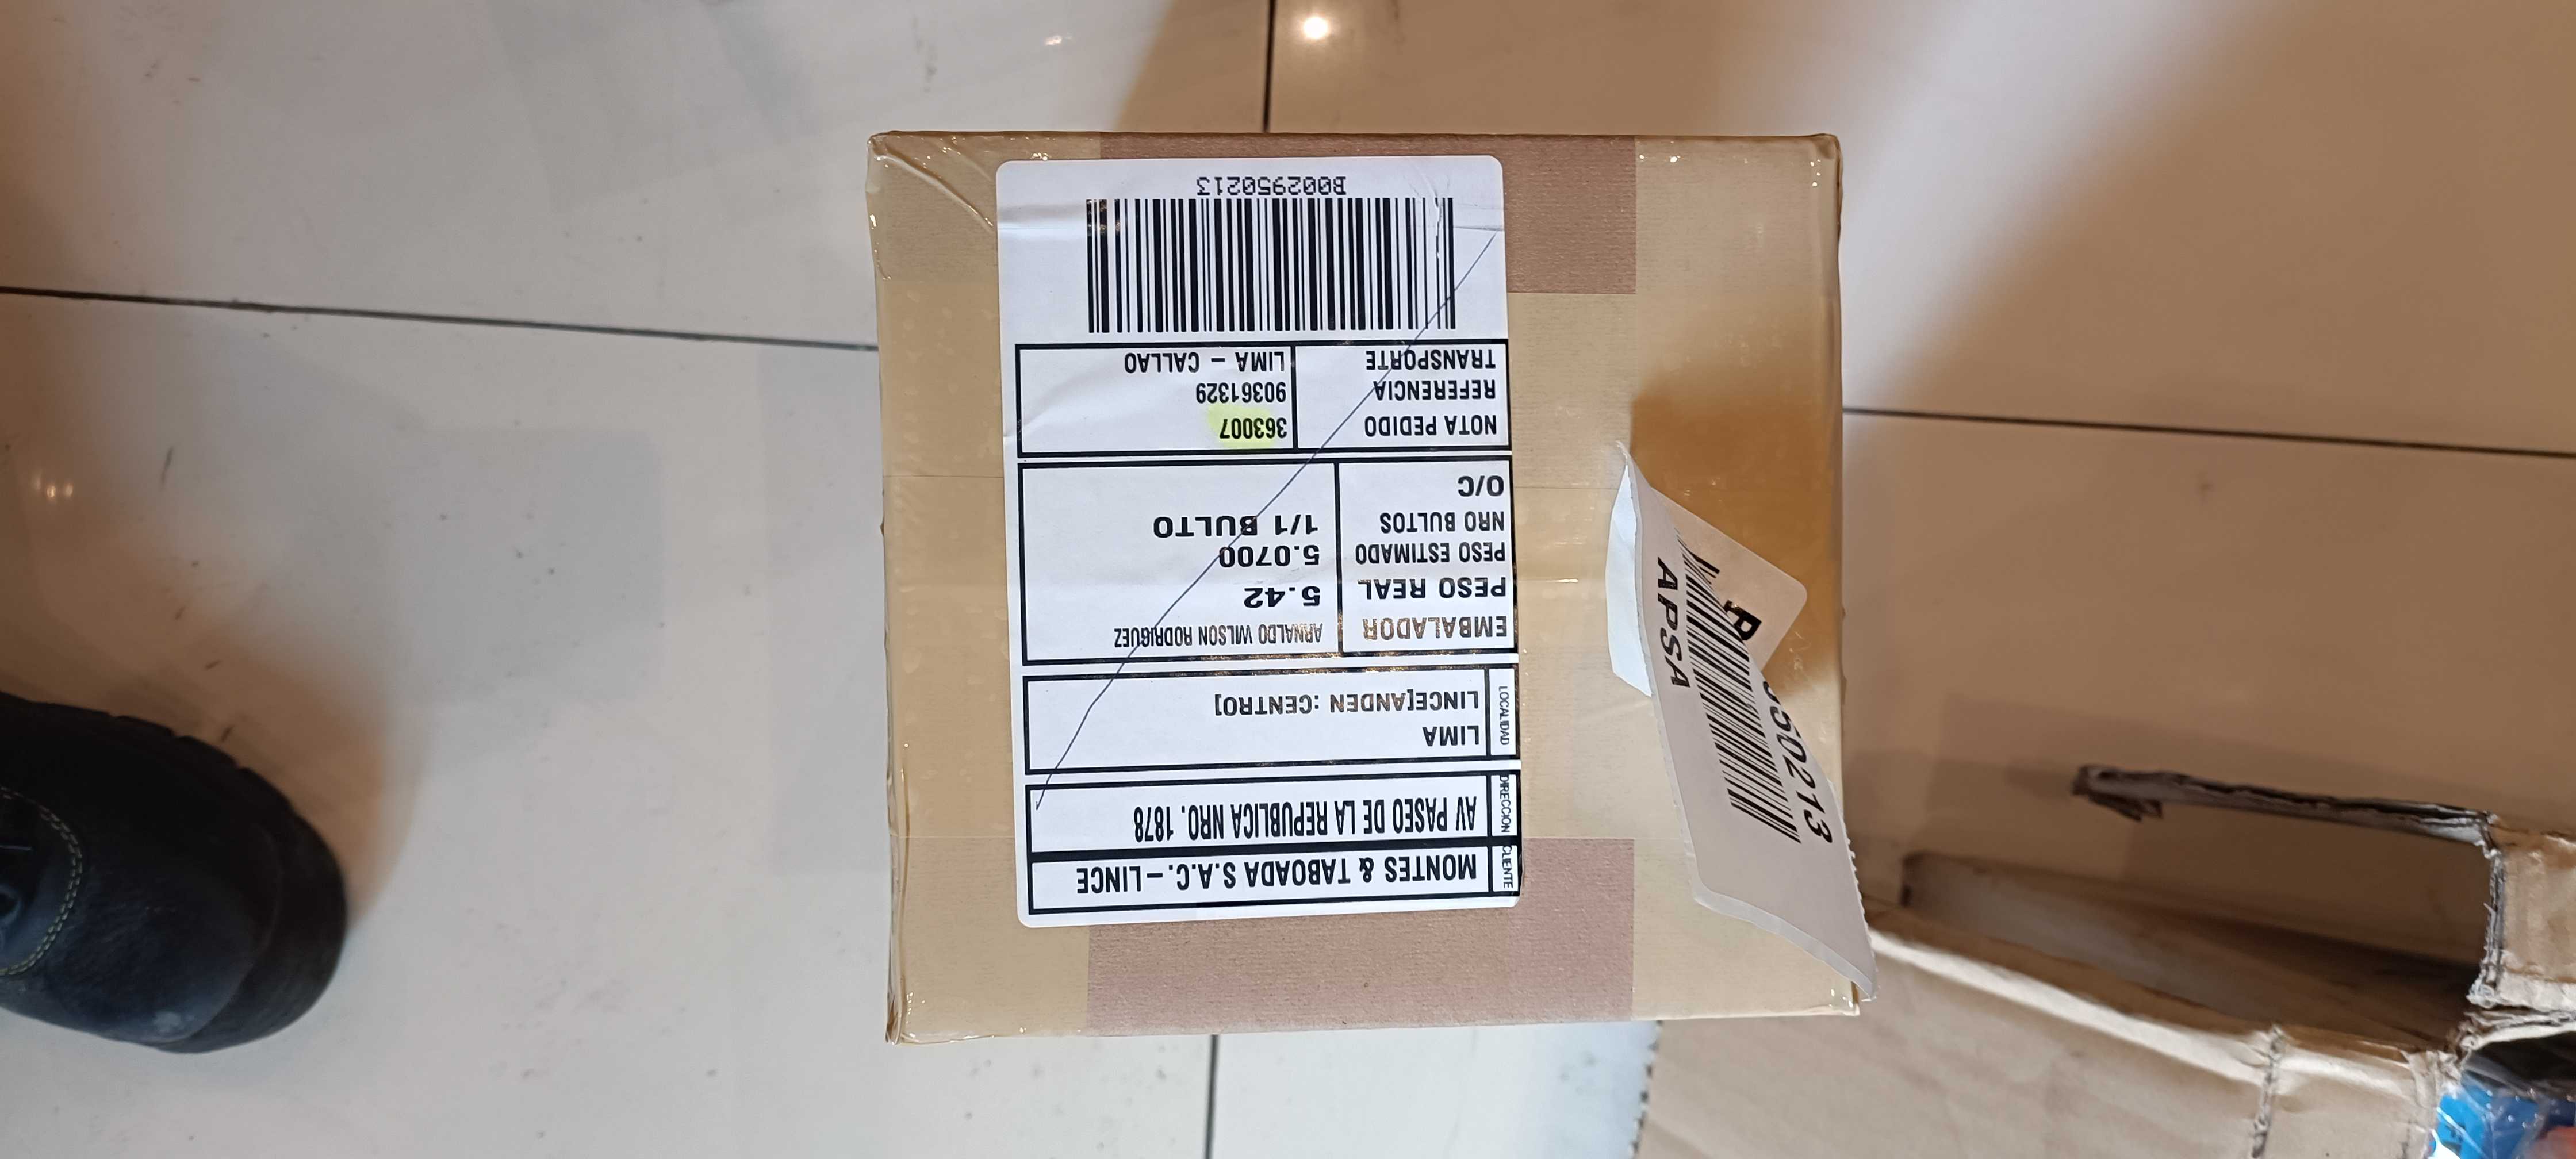 CLIENTE MONTES & TABOADA S.A.C. – LINCE
DIRECCION AV PASEO DE LA REPUBLICA NRO. 1878
LOCALIDAD
LIMA
LINCE[ANDEN : CENTRO]
EMBALADOR ARNALDO WILSON RODRIGUEZ
PESO REAL 5.42
PESO ESTIMADO 5.0700
NRO BULTOS 1/1 BULTO
O/C
NOTA PEDIDO 363007
REFERENCIA 90361329
TRANSPORTE LIMA – CALLAO
B002950213
APSA
50213